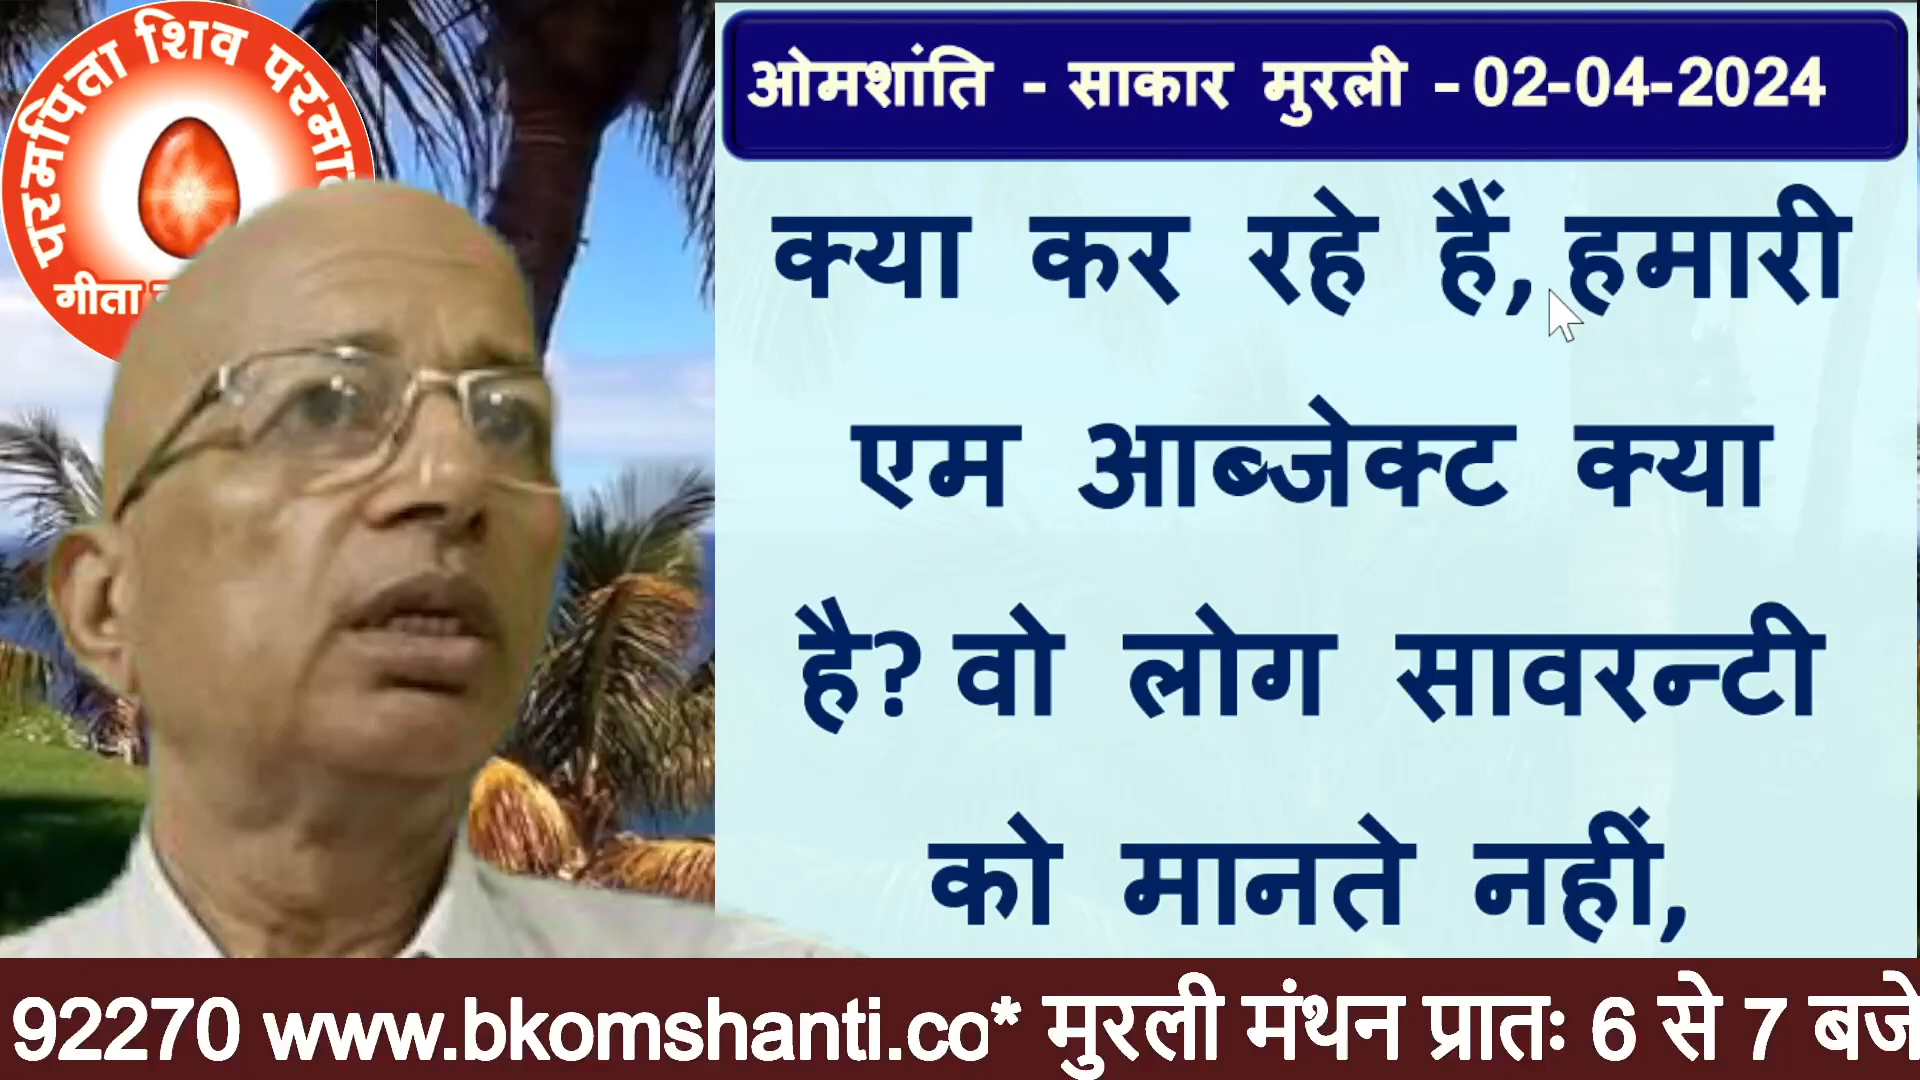 परमपिता शिव
गीता
ओमशांति - साकार मुरली - 02-04-2024
क्या कर रहे हैं, हमारी
एम आब्जेक्ट क्या
है? वो लोग सावरन्टी
को मानते नहीं,
92270 www.bkomshanti.co* मुरली मंथन प्रातः 6 से 7 बजे